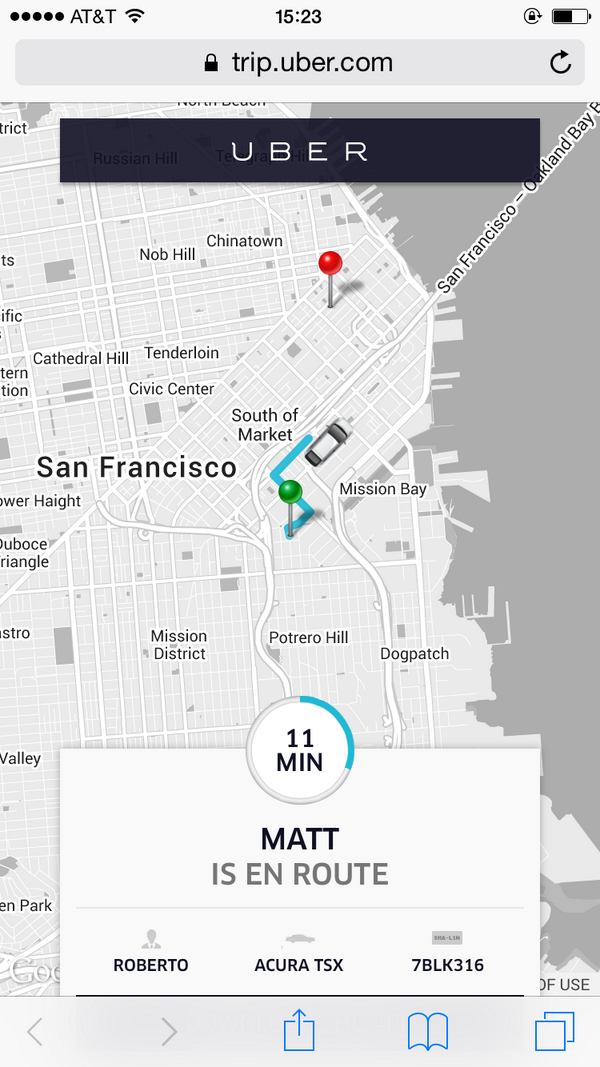 AT&T
15:23
trip.uber.com
North Beach
trict
Russian Hill
UBER
San Francisco – Oakland Bay B
Chinatown
Nob Hill
ts
ific
Cathedral Hill
Tenderloin
tern
tion
Civic Center
South of
Market
San Francisco
Mission Bay
ower Haight
Duboce
riangle
stro
Mission
District
Potrero Hill
Dogpatch
Valley
11
MIN
MATT
IS EN ROUTE
en Park
ROBERTO
ACURA TSX
7BLK316
Goo
OF USE